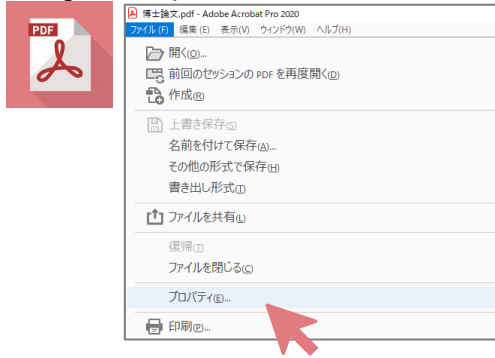 PDF
博士論文.pdf - Adobe Acrobat Pro 2020
ファイル(F) 編集(E) 表示(V) ウィンドウ(W) ヘルプ(H)
開く(O)...
前回のセッションの PDF を再度開く(D)
作成(R)
上書き保存(S)
名前を付けて保存(A)...
その他の形式で保存(H)
書き出し形式(T)
ファイルを共有(L)
復帰(T)
ファイルを閉じる(C)
プロパティ(E)...
印刷(P)...